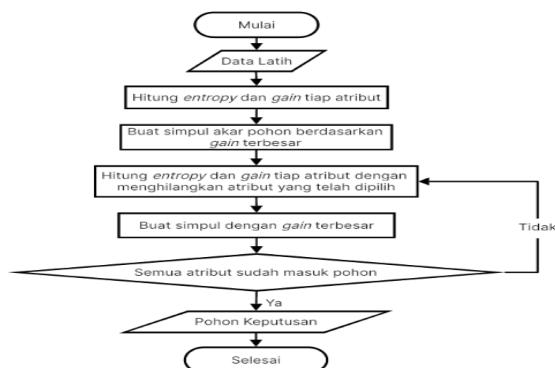 Mulai
Data Latih
Hitung entropy dan gain tiap atribut
Buat simpul akar pohon berdasarkan
gain terbesar
Hitung entropy dan gain tiap atribut dengan
menghilangkan atribut yang telah dipilih
Buat simpul dengan gain terbesar
Tidak
Semua atribut sudah masuk pohon
Ya
Pohon Keputusan
Selesai